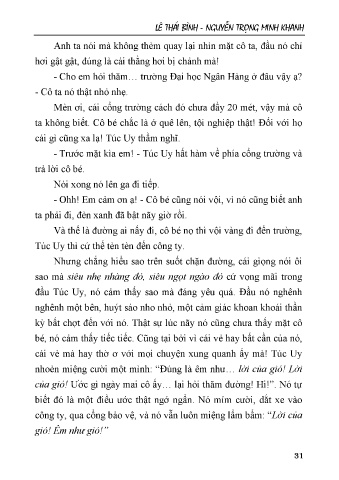 LÊ THÁI BÌNH - NGUYỄN TRỌNG MINH KHANH
Anh ta nói mà không thèm quay lại nhìn mặt cô ta, đầu nó chỉ
hơi gật gật, đúng là cái thằng hơi bị chảnh mà!
- Cho em hỏi thăm… trường Đại học Ngân Hàng ở đâu vậy ạ?
- Cô ta nó thật nhỏ nhẹ.
Mèn ơi, cái cổng trường cách đó chưa đầy 20 mét, vậy mà cô
ta không biết. Cô bé chắc là ở quê lên, tội nghiệp thật! Đối với họ
cái gì cũng xa lạ! Túc Uy thầm nghĩ.
- Trước mặt kìa em! - Túc Uy hất hàm về phía cổng trường và
trả lời cô bé.
Nói xong nó lên ga đi tiếp.
- Ohh! Em cám ơn ạ! - Cô bé cũng nói vội, vì nó cũng biết anh
ta phải đi, đèn xanh đã bật nãy giờ rồi.
Và thế là đường ai nấy đi, cô bé nọ thì vội vàng đi đến trường,
Túc Uy thì cứ thế tèn tèn đến công ty.
Nhưng chẳng hiểu sao trên suốt chặn đường, cái giọng nói ôi
sao mà siêu nhẹ nhàng đó, siêu ngọt ngào đó cứ vọng mãi trong
đầu Túc Uy, nó cảm thấy sao mà đáng yêu quá. Đầu nó nghênh
nghênh một bên, huýt sáo nho nhỏ, một cảm giác khoan khoái thần
kỳ bất chợt đến với nó. Thật sự lúc nãy nó cũng chưa thấy mặt cô
bé, nó cảm thấy tiếc tiếc. Cũng tại bởi vì cái vẻ hay bất cần của nó,
cái vẻ mà hay thờ ơ với mọi chuyện xung quanh ấy mà! Túc Uy
nhoẻn miệng cười một mình: “Đúng là êm như… lời của gió! Lời
của gió! Ước gì ngày mai cô ấy… lại hỏi thăm đường! Hi!”. Nó tự
biết đó là một điều ước thật ngớ ngẩn. Nó mím cười, dắt xe vào
công ty, qua cổng bảo vệ, và nó vẫn luôn miệng lẩm bẩm: “Lời của
gió! Êm như gió!”
31